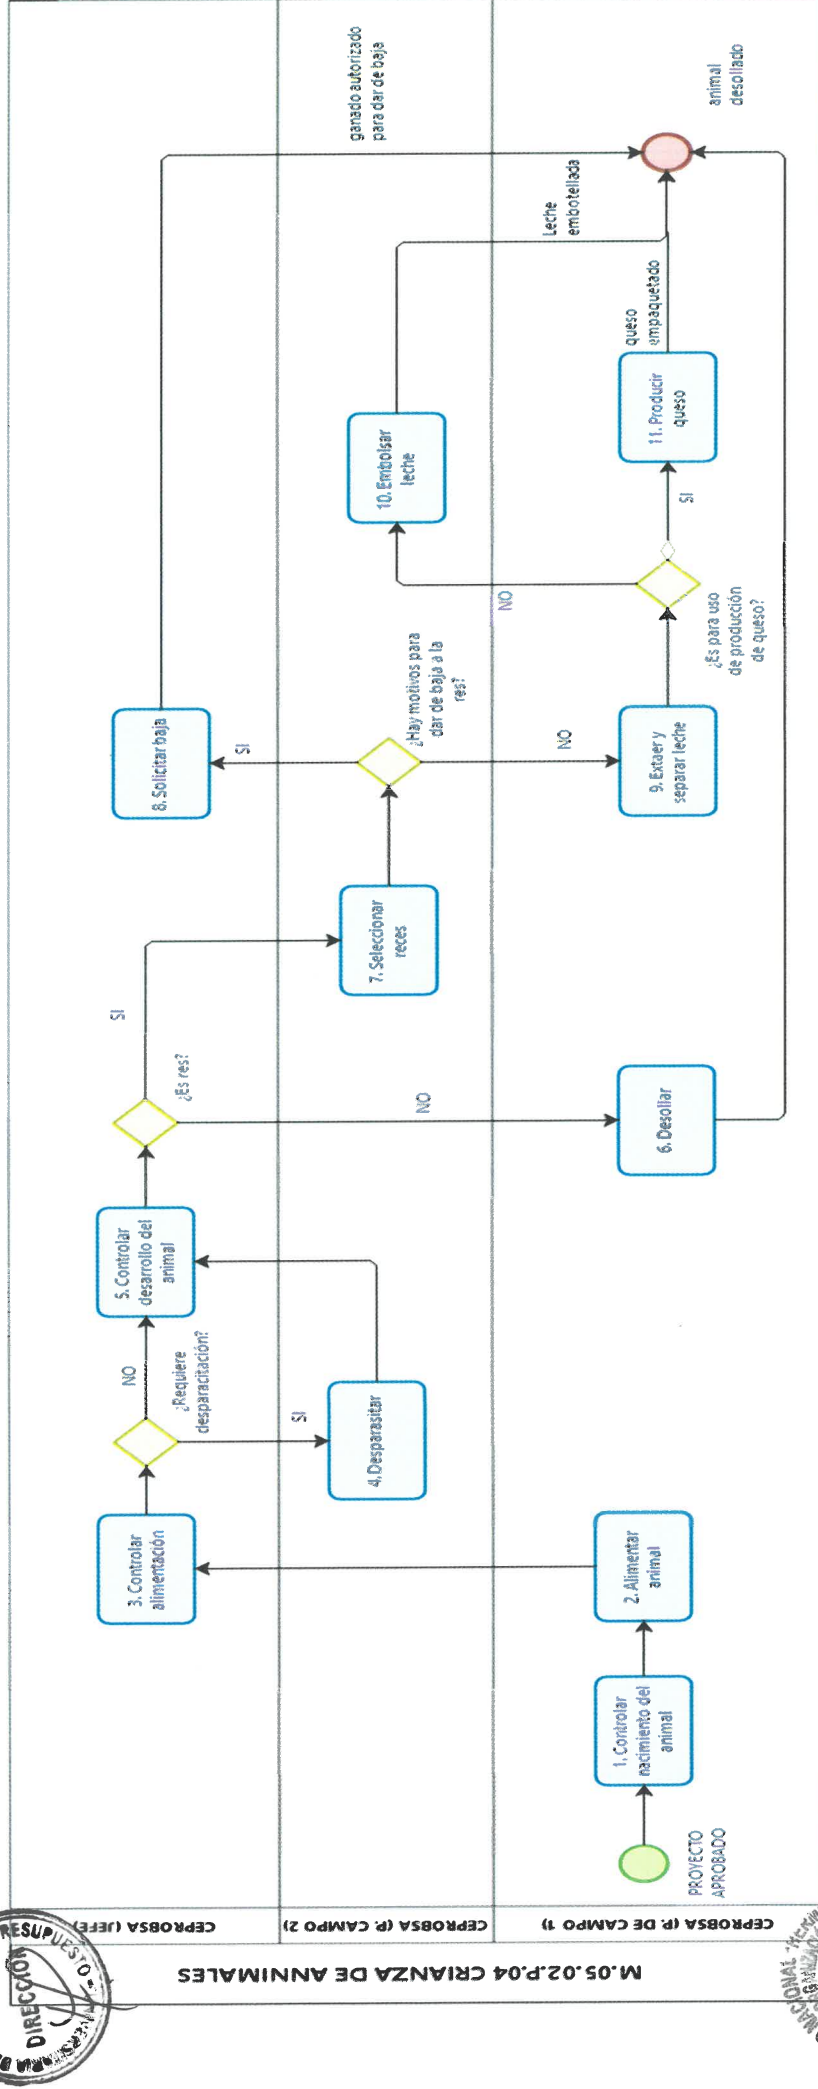 M.05.02.P.04 CRIANZA DE ANNIMALES
CEPROBSA (JEFE)
CEPROBSA (P. CAMPO 2)
CEPROBSA (P. DE CAMPO 1)
PROYECTO
APROBADO
1. Controlar
nacimiento del
animal
2. Alimentar
animal
3. Controlar
alimentación
¿Requiere
desparacitación?
NO
SI
4. Desparasitar
5. Controlar
desarrollo del
animal
¿Es res?
SI
NO
6. Desollar
7. Seleccionar
reces
¿Hay motivos para
dar de baja a la
res?
SI
NO
8. Solicitar baja
9. Extaer y
separar leche
¿Es para uso
de producción
de queso?
NO
SI
10. Embolsar
leche
11. Producir
queso
queso
empaquetado
Leche
embotellada
ganado autorizado
para dar de baja
animal
desollado
DIRECCIÓN